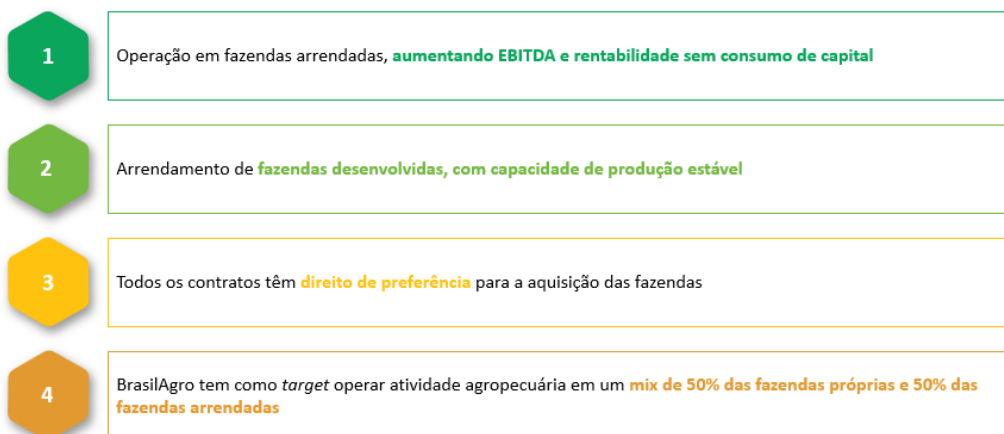 1
Operação em fazendas arrendadas, aumentando EBITDA e rentabilidade sem consumo de capital
2
Arrendamento de fazendas desenvolvidas, com capacidade de produção estável
3
Todos os contratos têm direito de preferência para a aquisição das fazendas
4
BrasilAgro tem como target operar atividade agropecuária em um mix de 50% das fazendas próprias e 50% das
fazendas arrendadas